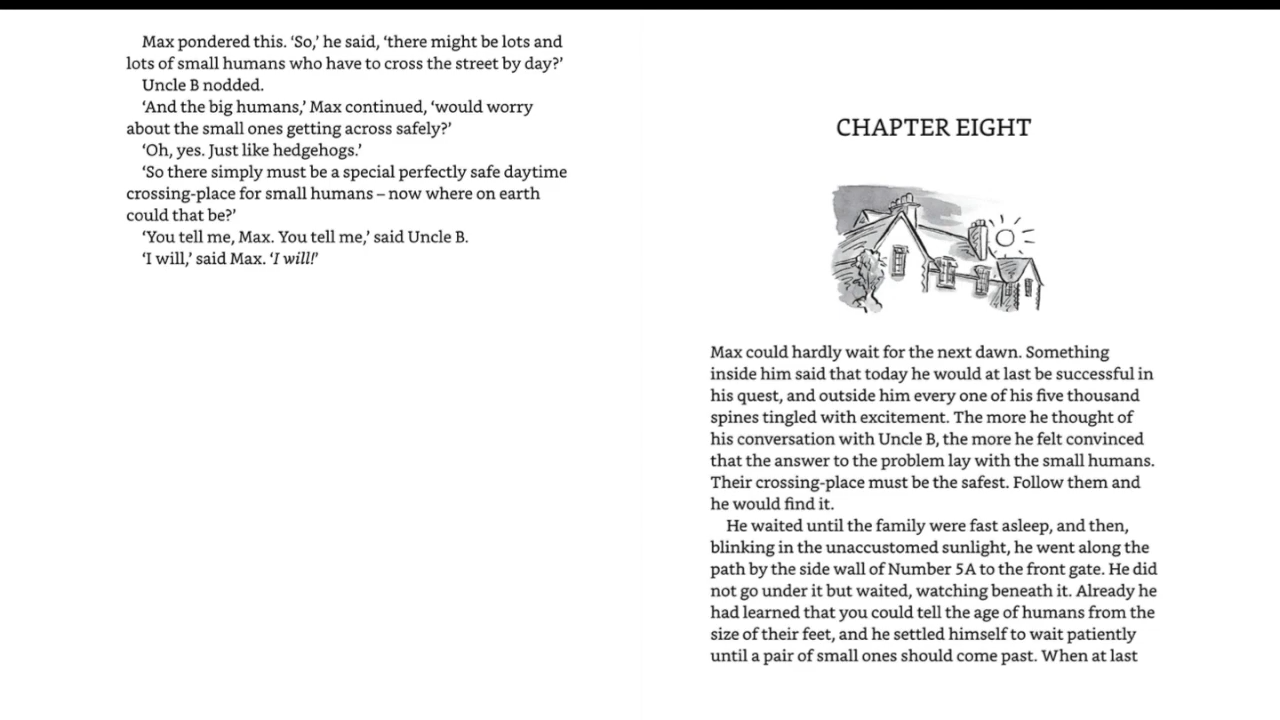 Max pondered this. ‘So,’ he said, ‘there might be lots and
lots of small humans who have to cross the street by day?’
Uncle B nodded.
‘And the big humans,’ Max continued, ‘would worry
about the small ones getting across safely?’
‘Oh, yes. Just like hedgehogs.’
‘So there simply must be a special perfectly safe daytime
crossing-place for small humans – now where on earth
could that be?’
‘You tell me, Max. You tell me,’ said Uncle B.
‘I will,’ said Max. ‘I will!’
CHAPTER EIGHT
Max could hardly wait for the next dawn. Something
inside him said that today he would at last be successful in
his quest, and outside him every one of his five thousand
spines tingled with excitement. The more he thought of
his conversation with Uncle B, the more he felt convinced
that the answer to the problem lay with the small humans.
Their crossing-place must be the safest. Follow them and
he would find it.
He waited until the family were fast asleep, and then,
blinking in the unaccustomed sunlight, he went along the
path by the side wall of Number 5A to the front gate. He did
not go under it but waited, watching beneath it. Already he
had learned that you could tell the age of humans from the
size of their feet, and he settled himself to wait patiently
until a pair of small ones should come past. When at last